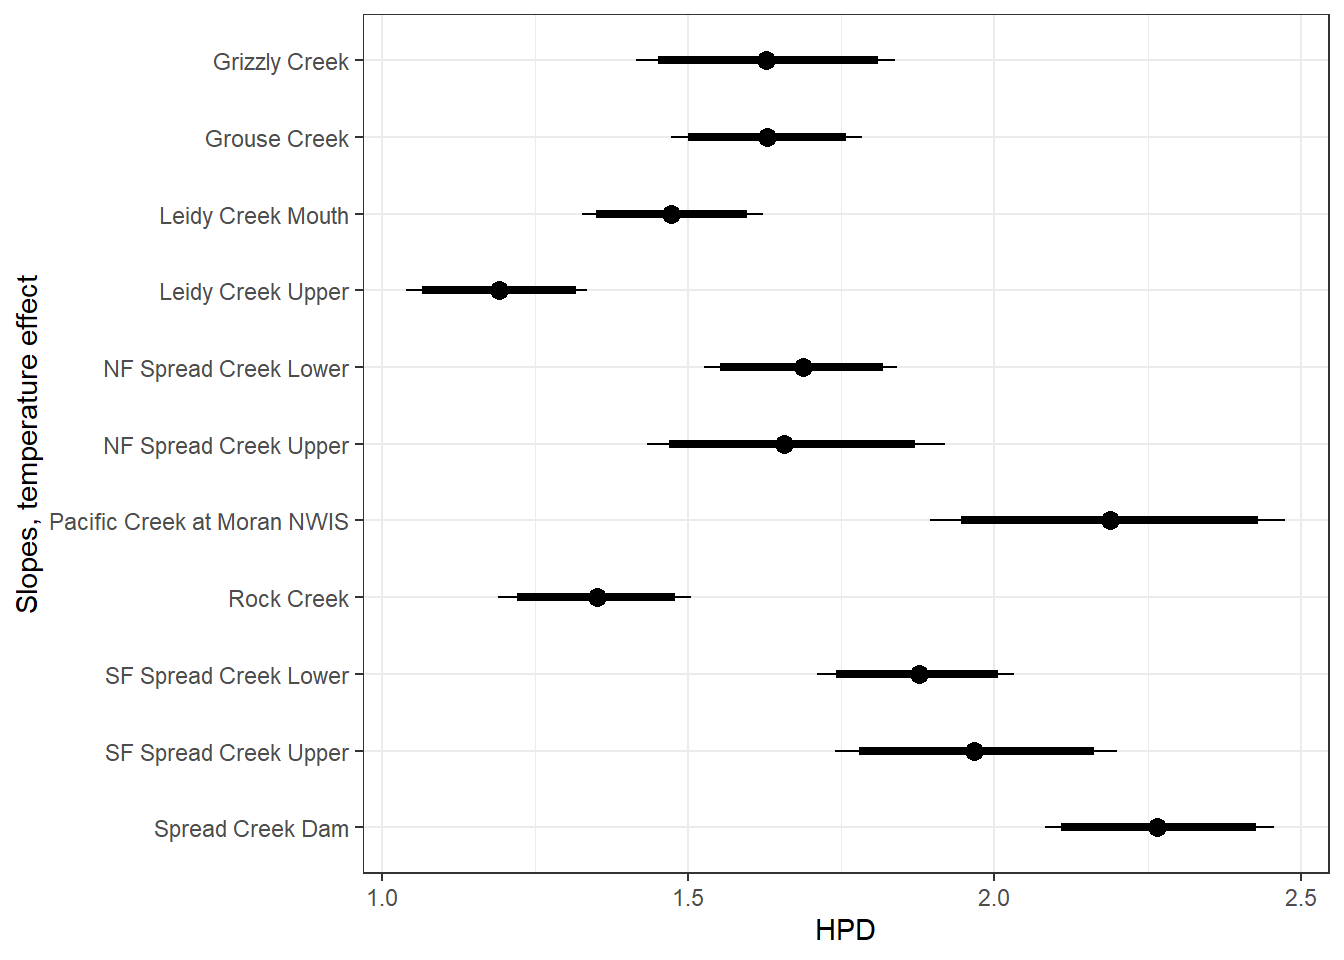 Grizzly Creek
Grouse Creek
Leidy Creek Mouth
Leidy Creek Upper
NF Spread Creek Lower
NF Spread Creek Upper
Pacific Creek at Moran NWIS
Rock Creek
SF Spread Creek Lower
SF Spread Creek Upper
Spread Creek Dam
Slopes, temperature effect
1.0 1.5 2.0 2.5
HPD